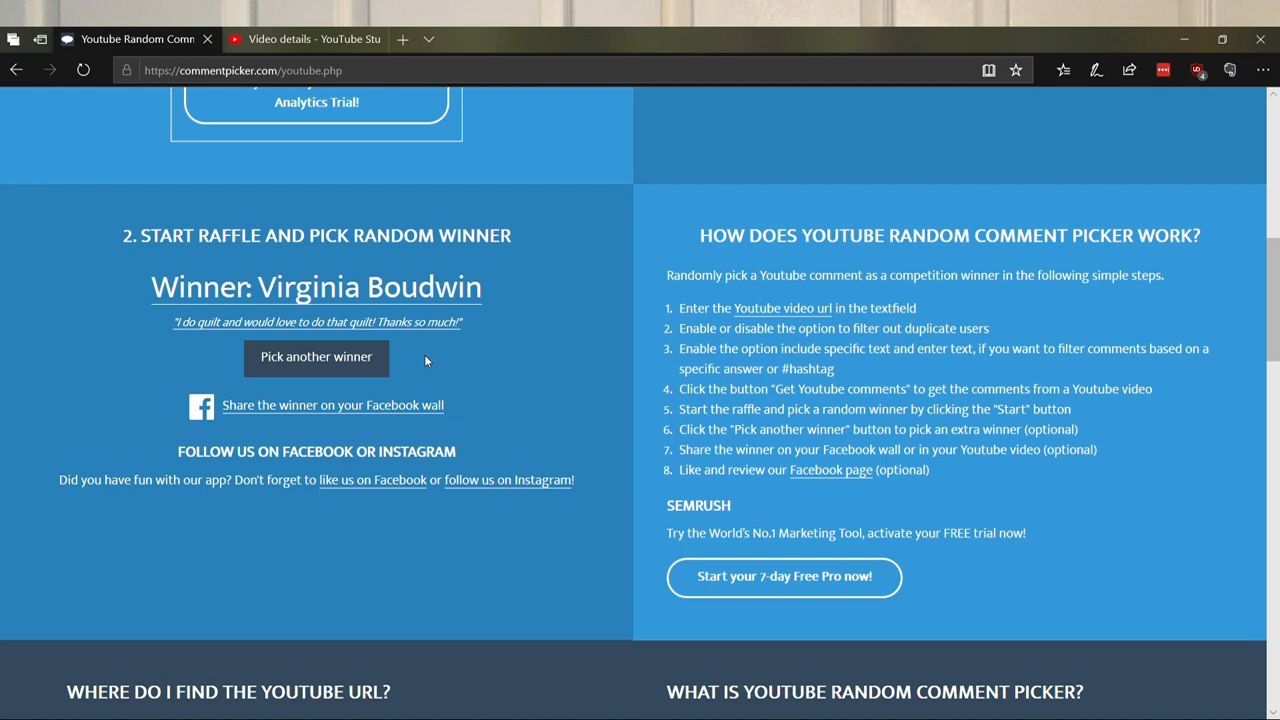 Youtube Random Comm
Video details - YouTube Stu
https://commentpicker.com/youtube.php
4
Analytics Trial!
2. START RAFFLE AND PICK RANDOM WINNER
Winner: Virginia Boudwin
"I do quilt and would love to do that quilt! Thanks so much!"
Pick another winner
Share the winner on your Facebook wall
FOLLOW US ON FACEBOOK OR INSTAGRAM
Did you have fun with our app? Don't forget to like us on Facebook or follow us on Instagram!
HOW DOES YOUTUBE RANDOM COMMENT PICKER WORK?
Randomly pick a Youtube comment as a competition winner in the following simple steps.
1. Enter the Youtube video url in the textfield
2. Enable or disable the option to filter out duplicate users
3. Enable the option include specific text and enter text, if you want to filter comments based on a
specific answer or #hashtag
4. Click the button "Get Youtube comments" to get the comments from a Youtube video
5. Start the raffle and pick a random winner by clicking the "Start" button
6. Click the "Pick another winner" button to pick an extra winner (optional)
7. Share the winner on your Facebook wall or in your Youtube video (optional)
8. Like and review our Facebook page (optional)
SEMRUSH
Try the World's No.1 Marketing Tool, activate your FREE trial now!
Start your 7-day Free Pro now!
WHERE DO I FIND THE YOUTUBE URL?
WHAT IS YOUTUBE RANDOM COMMENT PICKER?